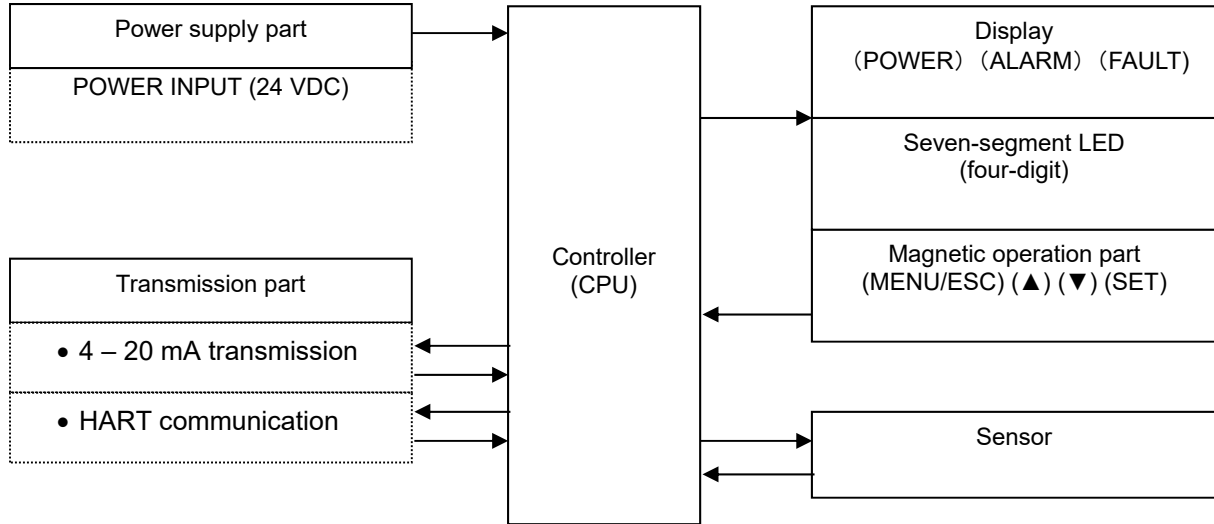 Power supply part
POWER INPUT (24 VDC)
Transmission part
• 4 – 20 mA transmission
• HART communication
Controller
(CPU)
Display
（POWER）（ALARM）（FAULT）
Seven-segment LED
(four-digit)
Magnetic operation part
(MENU/ESC) (▲) (▼) (SET)
Sensor